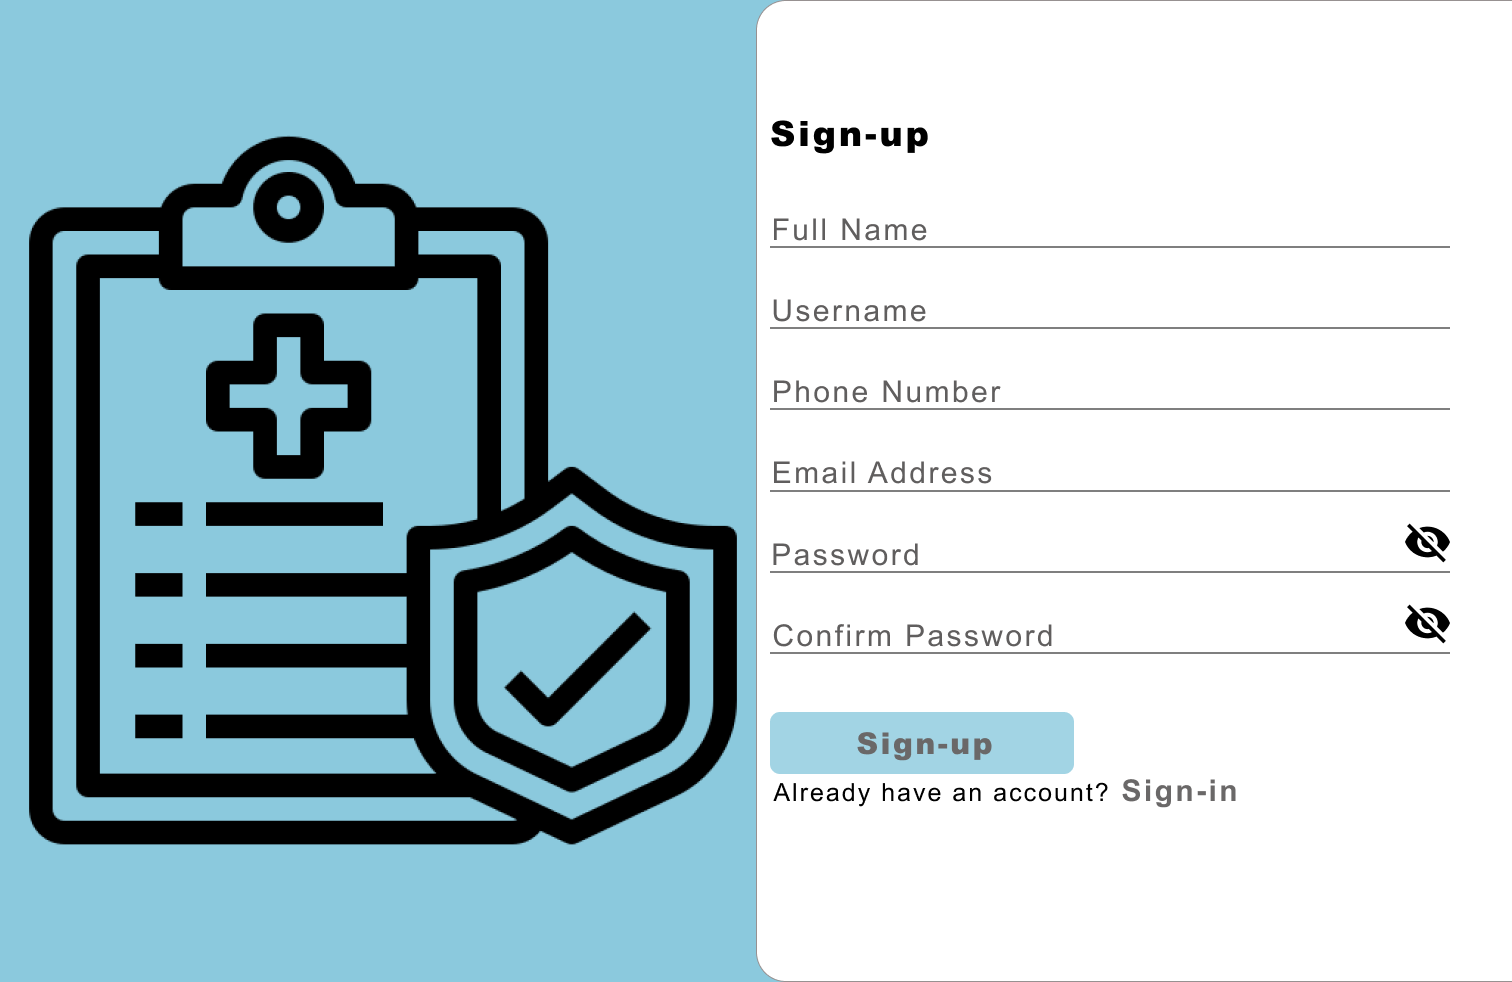 Sign-up
Full Name
Username
Phone Number
Email Address
Password
Confirm Password
Sign-up
Already have an account? Sign-in